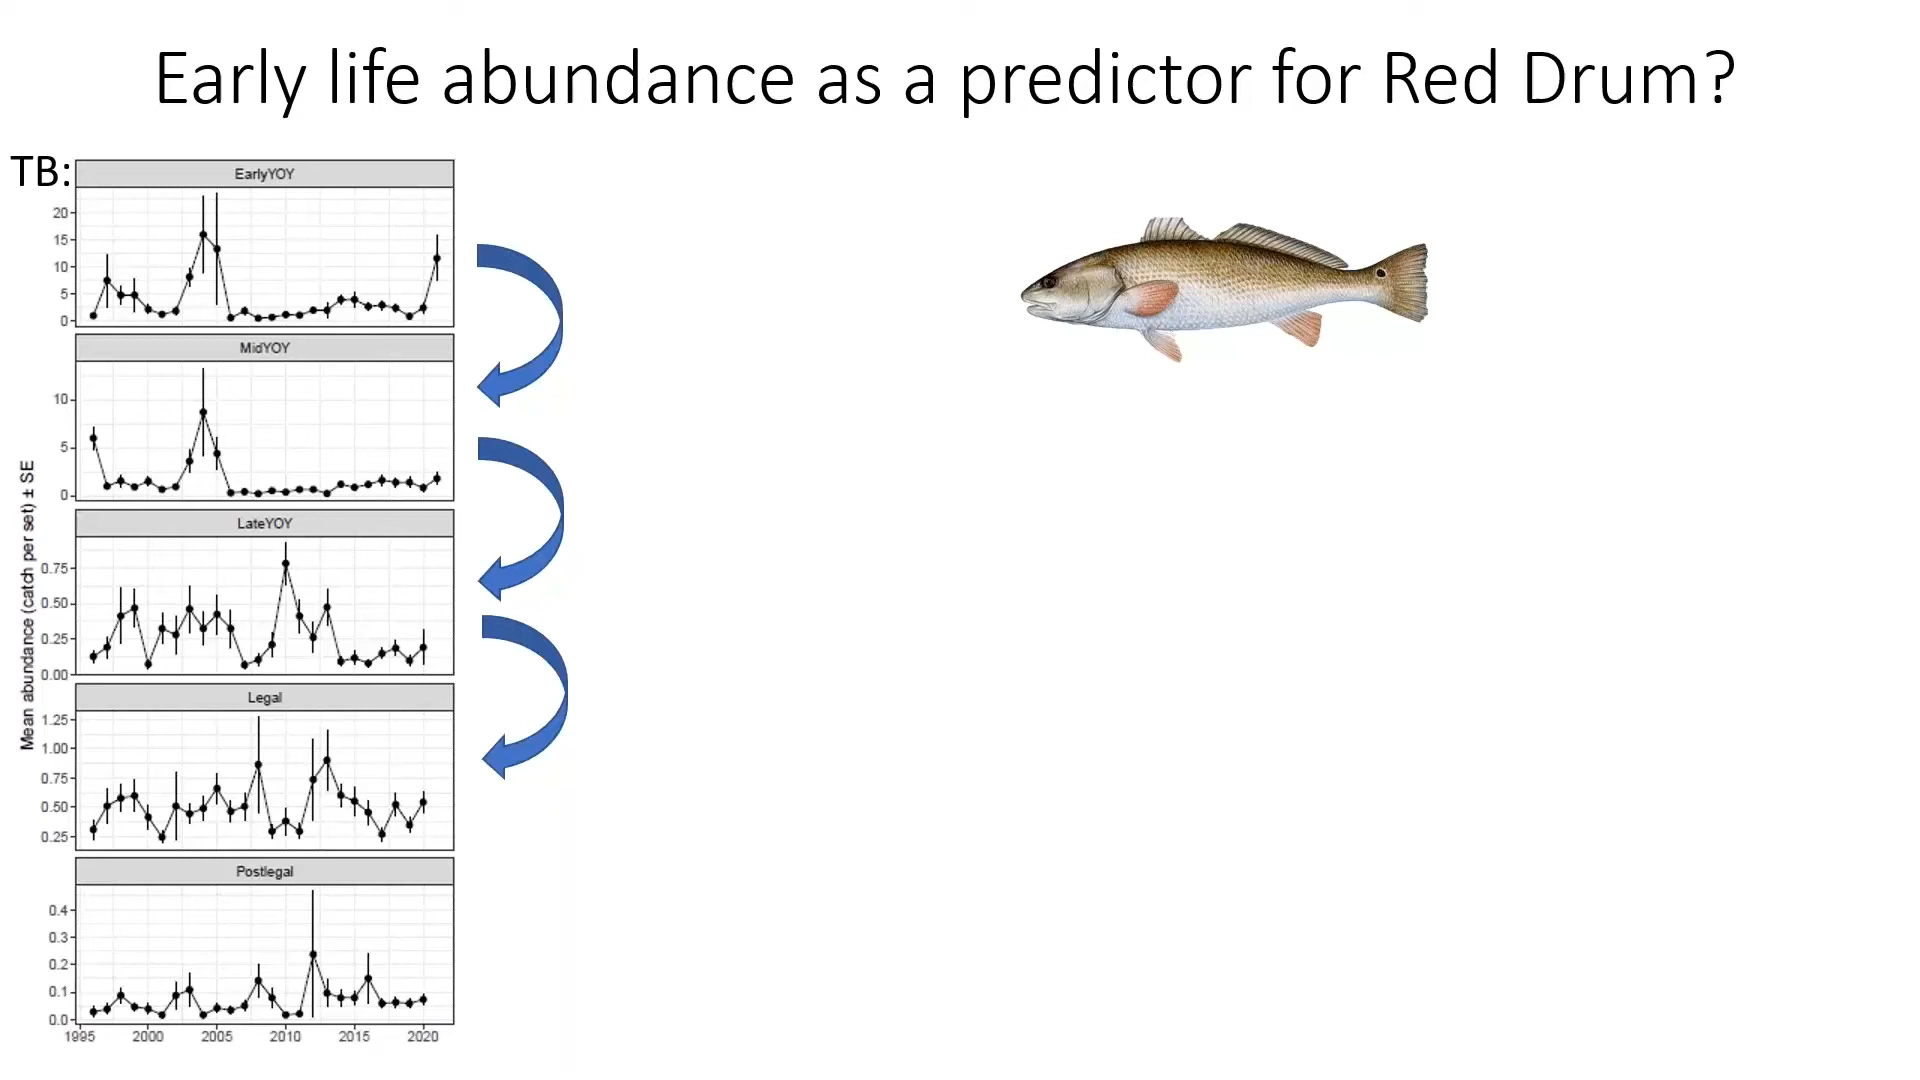 Early life abundance as a predictor for Red Drum?
TB:
EarlyYOY
20
15
10
5
0
MidYOY
10
5
0
LateYOY
0.75
0.50
0.25
0.00
Legal
1.25
1.00
0.75
0.50
0.25
Postlegal
0.4
0.3
0.2
0.1
0.0
1995 2000 2005 2010 2015 2020
Mean abundance (catch per set) ± SE